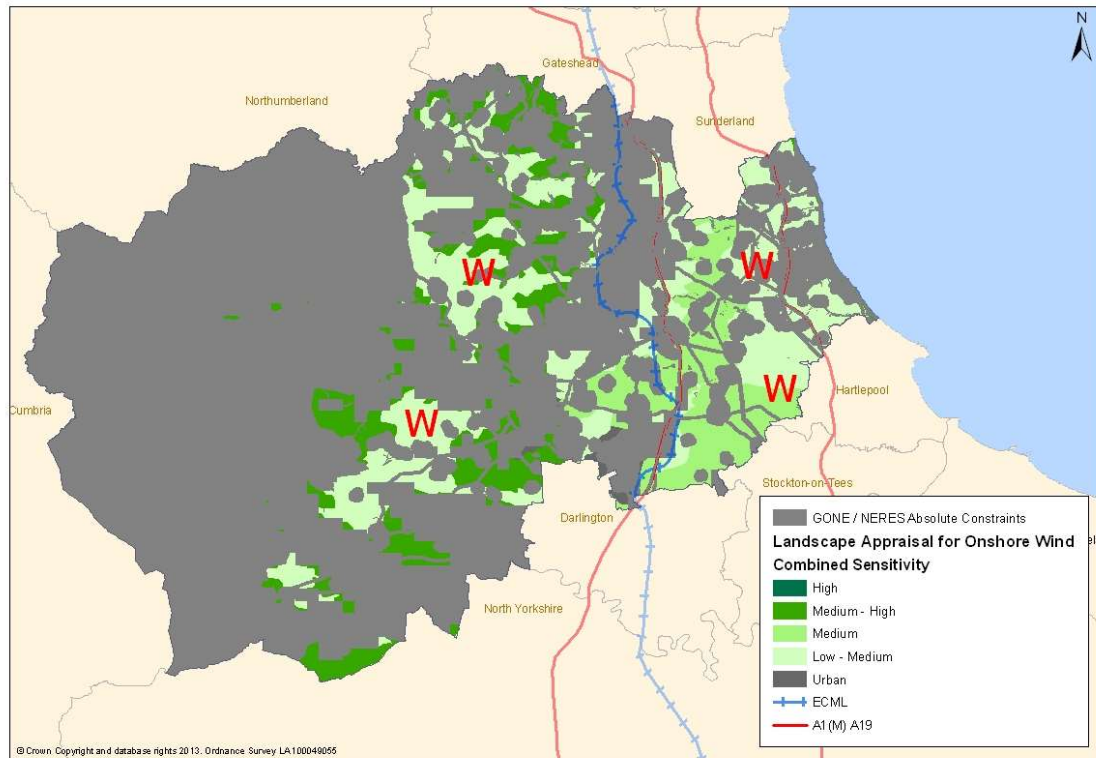 N
Gateshead
Northumberland
Sunderland
W
W
W
W
Hartlepool
Cumbria
Stockton-on-Tees
Darlington
North Yorkshire
GONE / NERES Absolute Constraints
Landscape Appraisal for Onshore Wind
Combined Sensitivity
High
Medium - High
Medium
Low - Medium
Urban
ECML
A1(M) A19
© Crown Copyright and database rights 2013. Ordnance Survey LA100049055